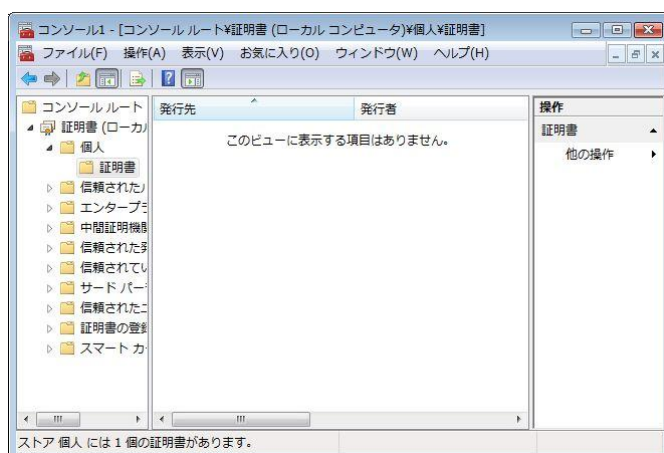 コンソール1 - [コンソール ルート¥証明書 (ローカル コンピュータ)¥個人¥証明書]
ファイル(F) 操作(A) 表示(V) お気に入り(O) ウィンドウ(W) ヘルプ(H)
コンソール ルート
証明書 (ローカ
個人
証明書
信頼された
エンタープ
中間証明機
信頼された
信頼されてい
サード パー
信頼された
証明書の登
スマート カ
発行先 発行者
このビューに表示する項目はありません。
操作
証明書
他の操作
ストア 個人 には 1 個の証明書があります。